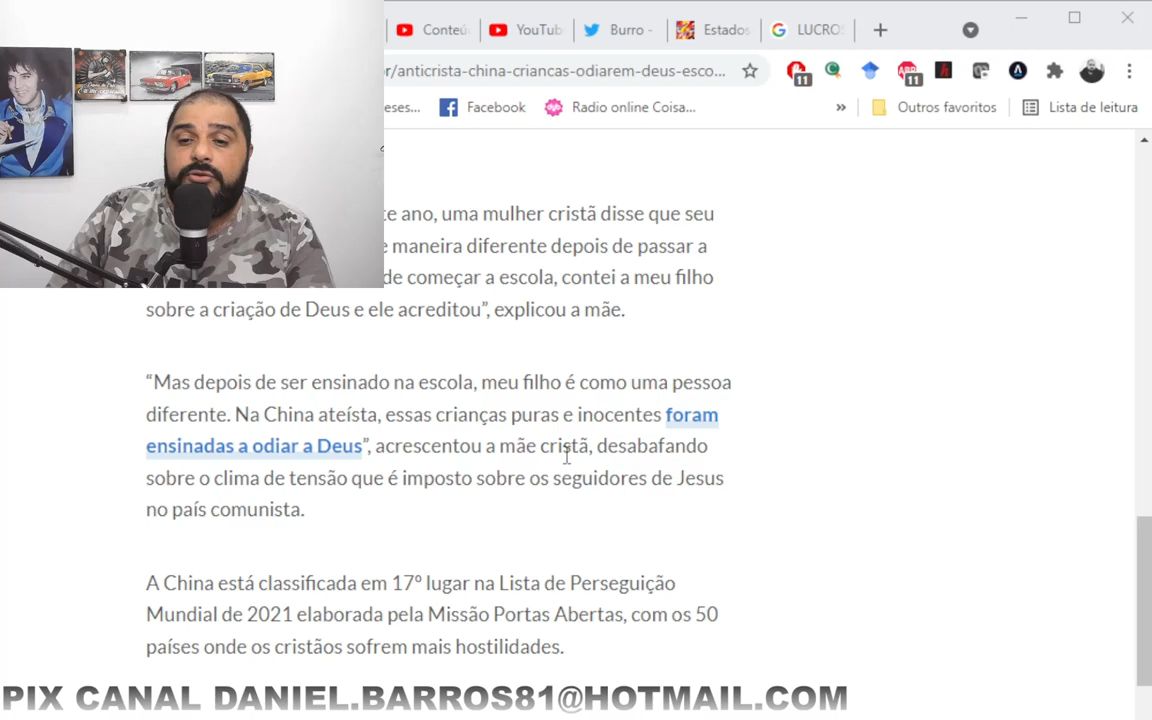 Conteú
YouTub
Burro -
Estados
LUCROS
r/anticrista-china-criancas-odiarem-deus-esco...
11
11
eses...
Facebook
Radio online Coisa...
»
Outros favoritos
Lista de leitura
te ano, uma mulher cristã disse que seu
maneira diferente depois de passar a
de começar a escola, contei a meu filho
sobre a criação de Deus e ele acreditou”, explicou a mãe.
“Mas depois de ser ensinado na escola, meu filho é como uma pessoa
diferente. Na China ateísta, essas crianças puras e inocentes foram
ensinadas a odiar a Deus”, acrescentou a mãe cristã, desabafando
sobre o clima de tensão que é imposto sobre os seguidores de Jesus
no país comunista.
A China está classificada em 17º lugar na Lista de Perseguição
Mundial de 2021 elaborada pela Missão Portas Abertas, com os 50
países onde os cristãos sofrem mais hostilidades.
PIX CANAL DANIEL.BARROS81@HOTMAIL.COM